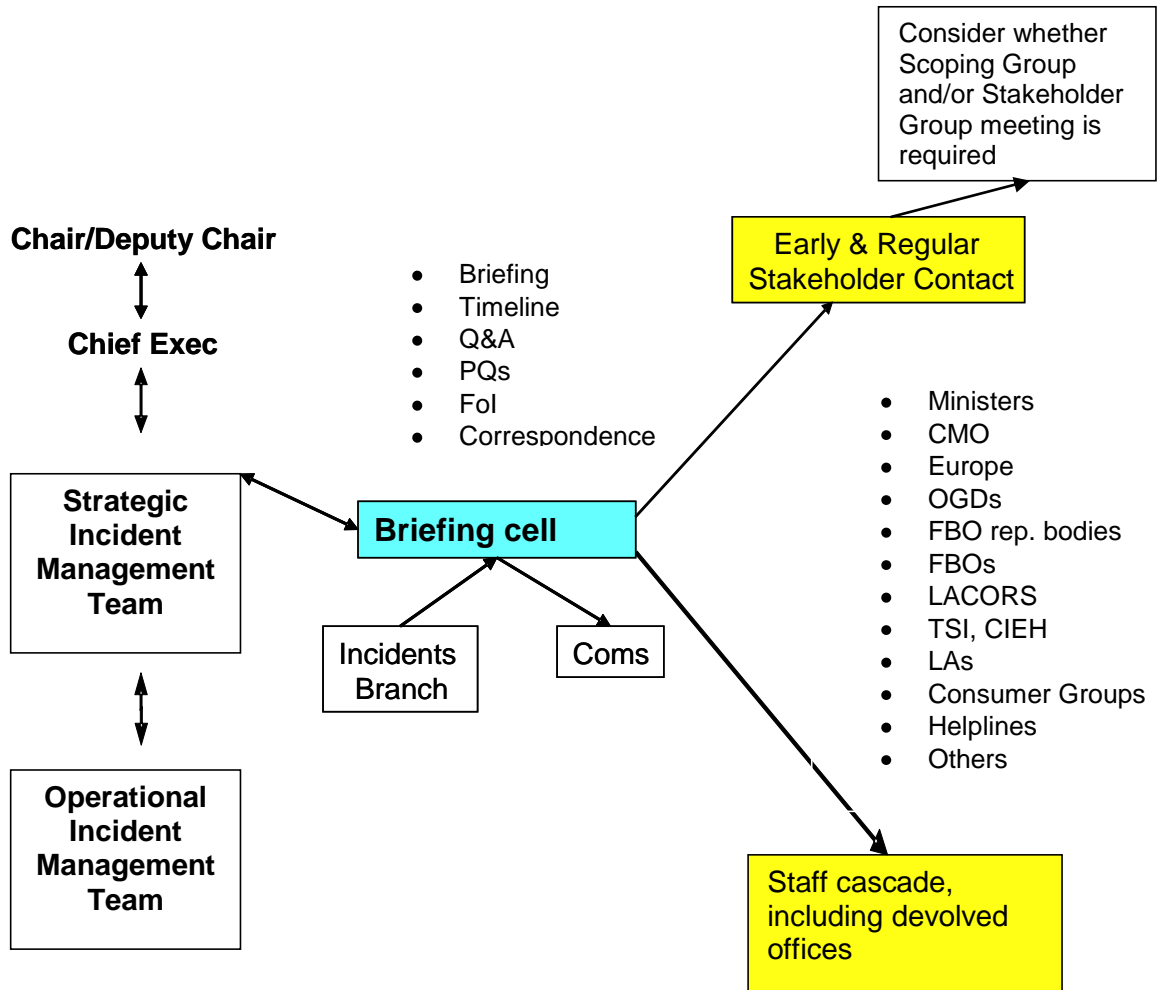 Consider whether
Scoping Group
and/or Stakeholder
Group meeting is
required
Chair/Deputy Chair
Chief Exec
Strategic
Incident
Management
Team
Operational
Incident
Management
Team
• Briefing
• Timeline
• Q&A
• PQs
• FoI
• Correspondence
Briefing cell
Incidents
Branch
Coms
Early & Regular
Stakeholder Contact
• Ministers
• CMO
• Europe
• OGDs
• FBO rep. bodies
• FBOs
• LACORS
• TSI, CIEH
• LAs
• Consumer Groups
• Helplines
• Others
Staff cascade,
including devolved
offices